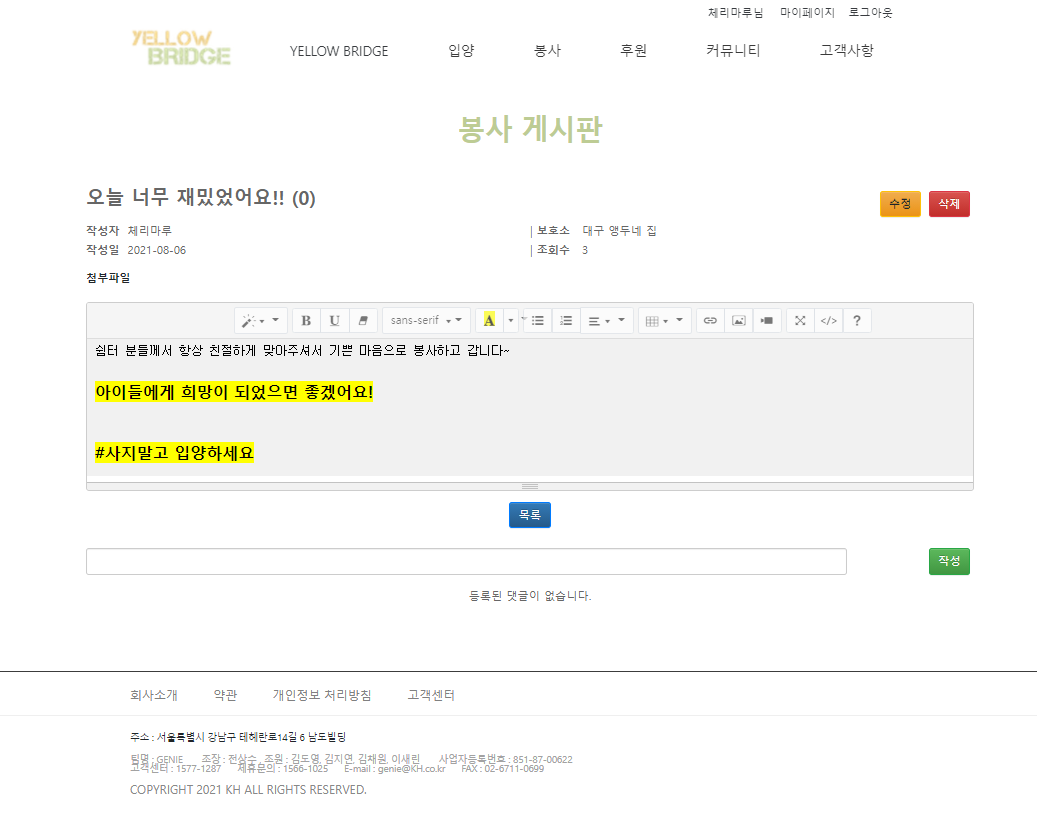 체리마루님 마이페이지 로그아웃
YELLOW BRIDGE
YELLOW BRIDGE 입양 봉사 후원 커뮤니티 고객사항
봉사 게시판
오늘 너무 재밌었어요!! (0)
수정 삭제
작성자 체리마루 | 보호소 대구 앵두네 집
작성일 2021-08-06 | 조회수 3
첨부파일
B U sans-serif A </> ?
쉼터 분들께서 항상 친절하게 맞아주셔서 기쁜 마음으로 봉사하고 갑니다~
아이들에게 희망이 되었으면 좋겠어요!
#사지말고 입양하세요
목록
작성
등록된 댓글이 없습니다.
회사소개 약관 개인정보 처리방침 고객센터
주소 : 서울특별시 강남구 테헤란로14길 6 남도빌딩
팀명 : GENIE 조장 : 전상수, 조원 : 김도영, 김지연, 김채원, 이새린 사업자등록번호 : 851-87-00622
고객센터 : 1577-1287 제휴문의 : 1566-1025 E-mail : genie@KH.co.kr FAX : 02-6711-0699
COPYRIGHT 2021 KH ALL RIGHTS RESERVED.